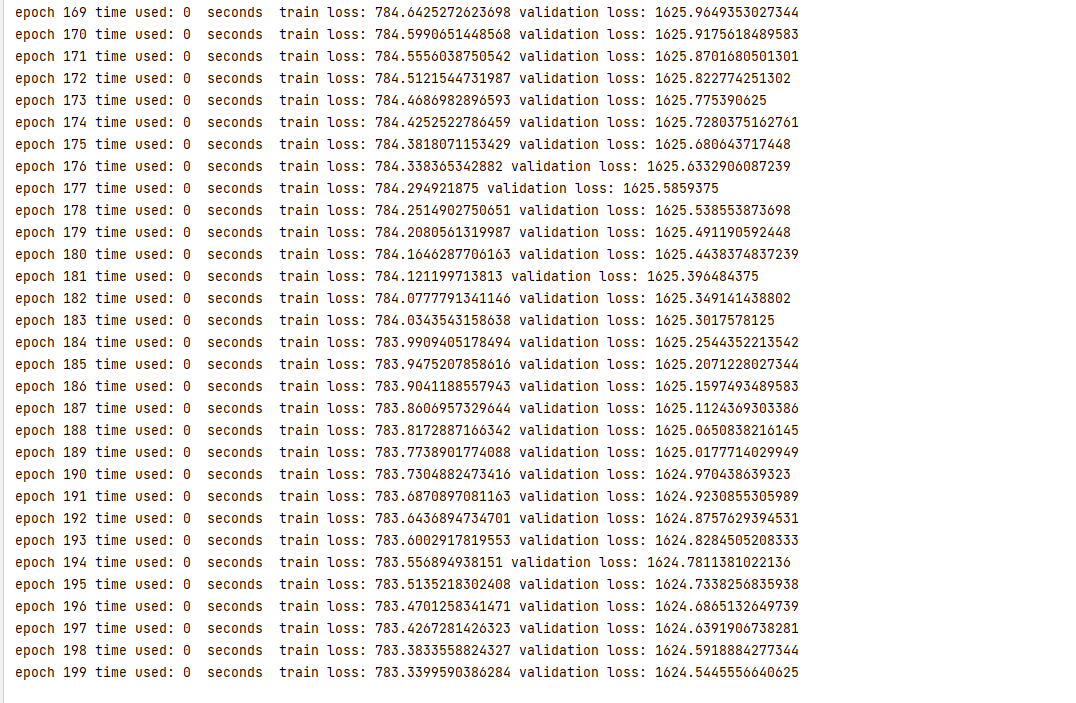 epoch 169 time used: 0  seconds  train loss: 784.6425272623698 validation loss: 1625.9649353027344
epoch 170 time used: 0  seconds  train loss: 784.5990651448568 validation loss: 1625.9175618489583
epoch 171 time used: 0  seconds  train loss: 784.5556038750542 validation loss: 1625.8701680501301
epoch 172 time used: 0  seconds  train loss: 784.5121544731987 validation loss: 1625.822774251302
epoch 173 time used: 0  seconds  train loss: 784.4686982896593 validation loss: 1625.775390625
epoch 174 time used: 0  seconds  train loss: 784.4252522786459 validation loss: 1625.7280375162761
epoch 175 time used: 0  seconds  train loss: 784.3818071153429 validation loss: 1625.680643717448
epoch 176 time used: 0  seconds  train loss: 784.338365342882 validation loss: 1625.6332906087239
epoch 177 time used: 0  seconds  train loss: 784.294921875 validation loss: 1625.5859375
epoch 178 time used: 0  seconds  train loss: 784.2514902750651 validation loss: 1625.538553873698
epoch 179 time used: 0  seconds  train loss: 784.2080561319987 validation loss: 1625.491190592448
epoch 180 time used: 0  seconds  train loss: 784.1646287706163 validation loss: 1625.4438374837239
epoch 181 time used: 0  seconds  train loss: 784.121199713813 validation loss: 1625.396484375
epoch 182 time used: 0  seconds  train loss: 784.0777791341146 validation loss: 1625.349141438802
epoch 183 time used: 0  seconds  train loss: 784.0343543158638 validation loss: 1625.3017578125
epoch 184 time used: 0  seconds  train loss: 783.9909405178494 validation loss: 1625.2544352213542
epoch 185 time used: 0  seconds  train loss: 783.9475207858616 validation loss: 1625.2071228027344
epoch 186 time used: 0  seconds  train loss: 783.9041188557943 validation loss: 1625.1597493489583
epoch 187 time used: 0  seconds  train loss: 783.8606957329644 validation loss: 1625.1124369303386
epoch 188 time used: 0  seconds  train loss: 783.8172887166342 validation loss: 1625.0650838216145
epoch 189 time used: 0  seconds  train loss: 783.7738901774088 validation loss: 1625.0177714029949
epoch 190 time used: 0  seconds  train loss: 783.7304882473416 validation loss: 1624.970438639323
epoch 191 time used: 0  seconds  train loss: 783.6870897081163 validation loss: 1624.9230855305989
epoch 192 time used: 0  seconds  train loss: 783.6436894734701 validation loss: 1624.8757629394531
epoch 193 time used: 0  seconds  train loss: 783.6002917819553 validation loss: 1624.8284505208333
epoch 194 time used: 0  seconds  train loss: 783.556894938151 validation loss: 1624.7811381022136
epoch 195 time used: 0  seconds  train loss: 783.5135218302408 validation loss: 1624.7338256835938
epoch 196 time used: 0  seconds  train loss: 783.4701258341471 validation loss: 1624.6865132649739
epoch 197 time used: 0  seconds  train loss: 783.4267281426323 validation loss: 1624.6391906738281
epoch 198 time used: 0  seconds  train loss: 783.3833558824327 validation loss: 1624.5918884277344
epoch 199 time used: 0  seconds  train loss: 783.3399590386284 validation loss: 1624.5445556640625